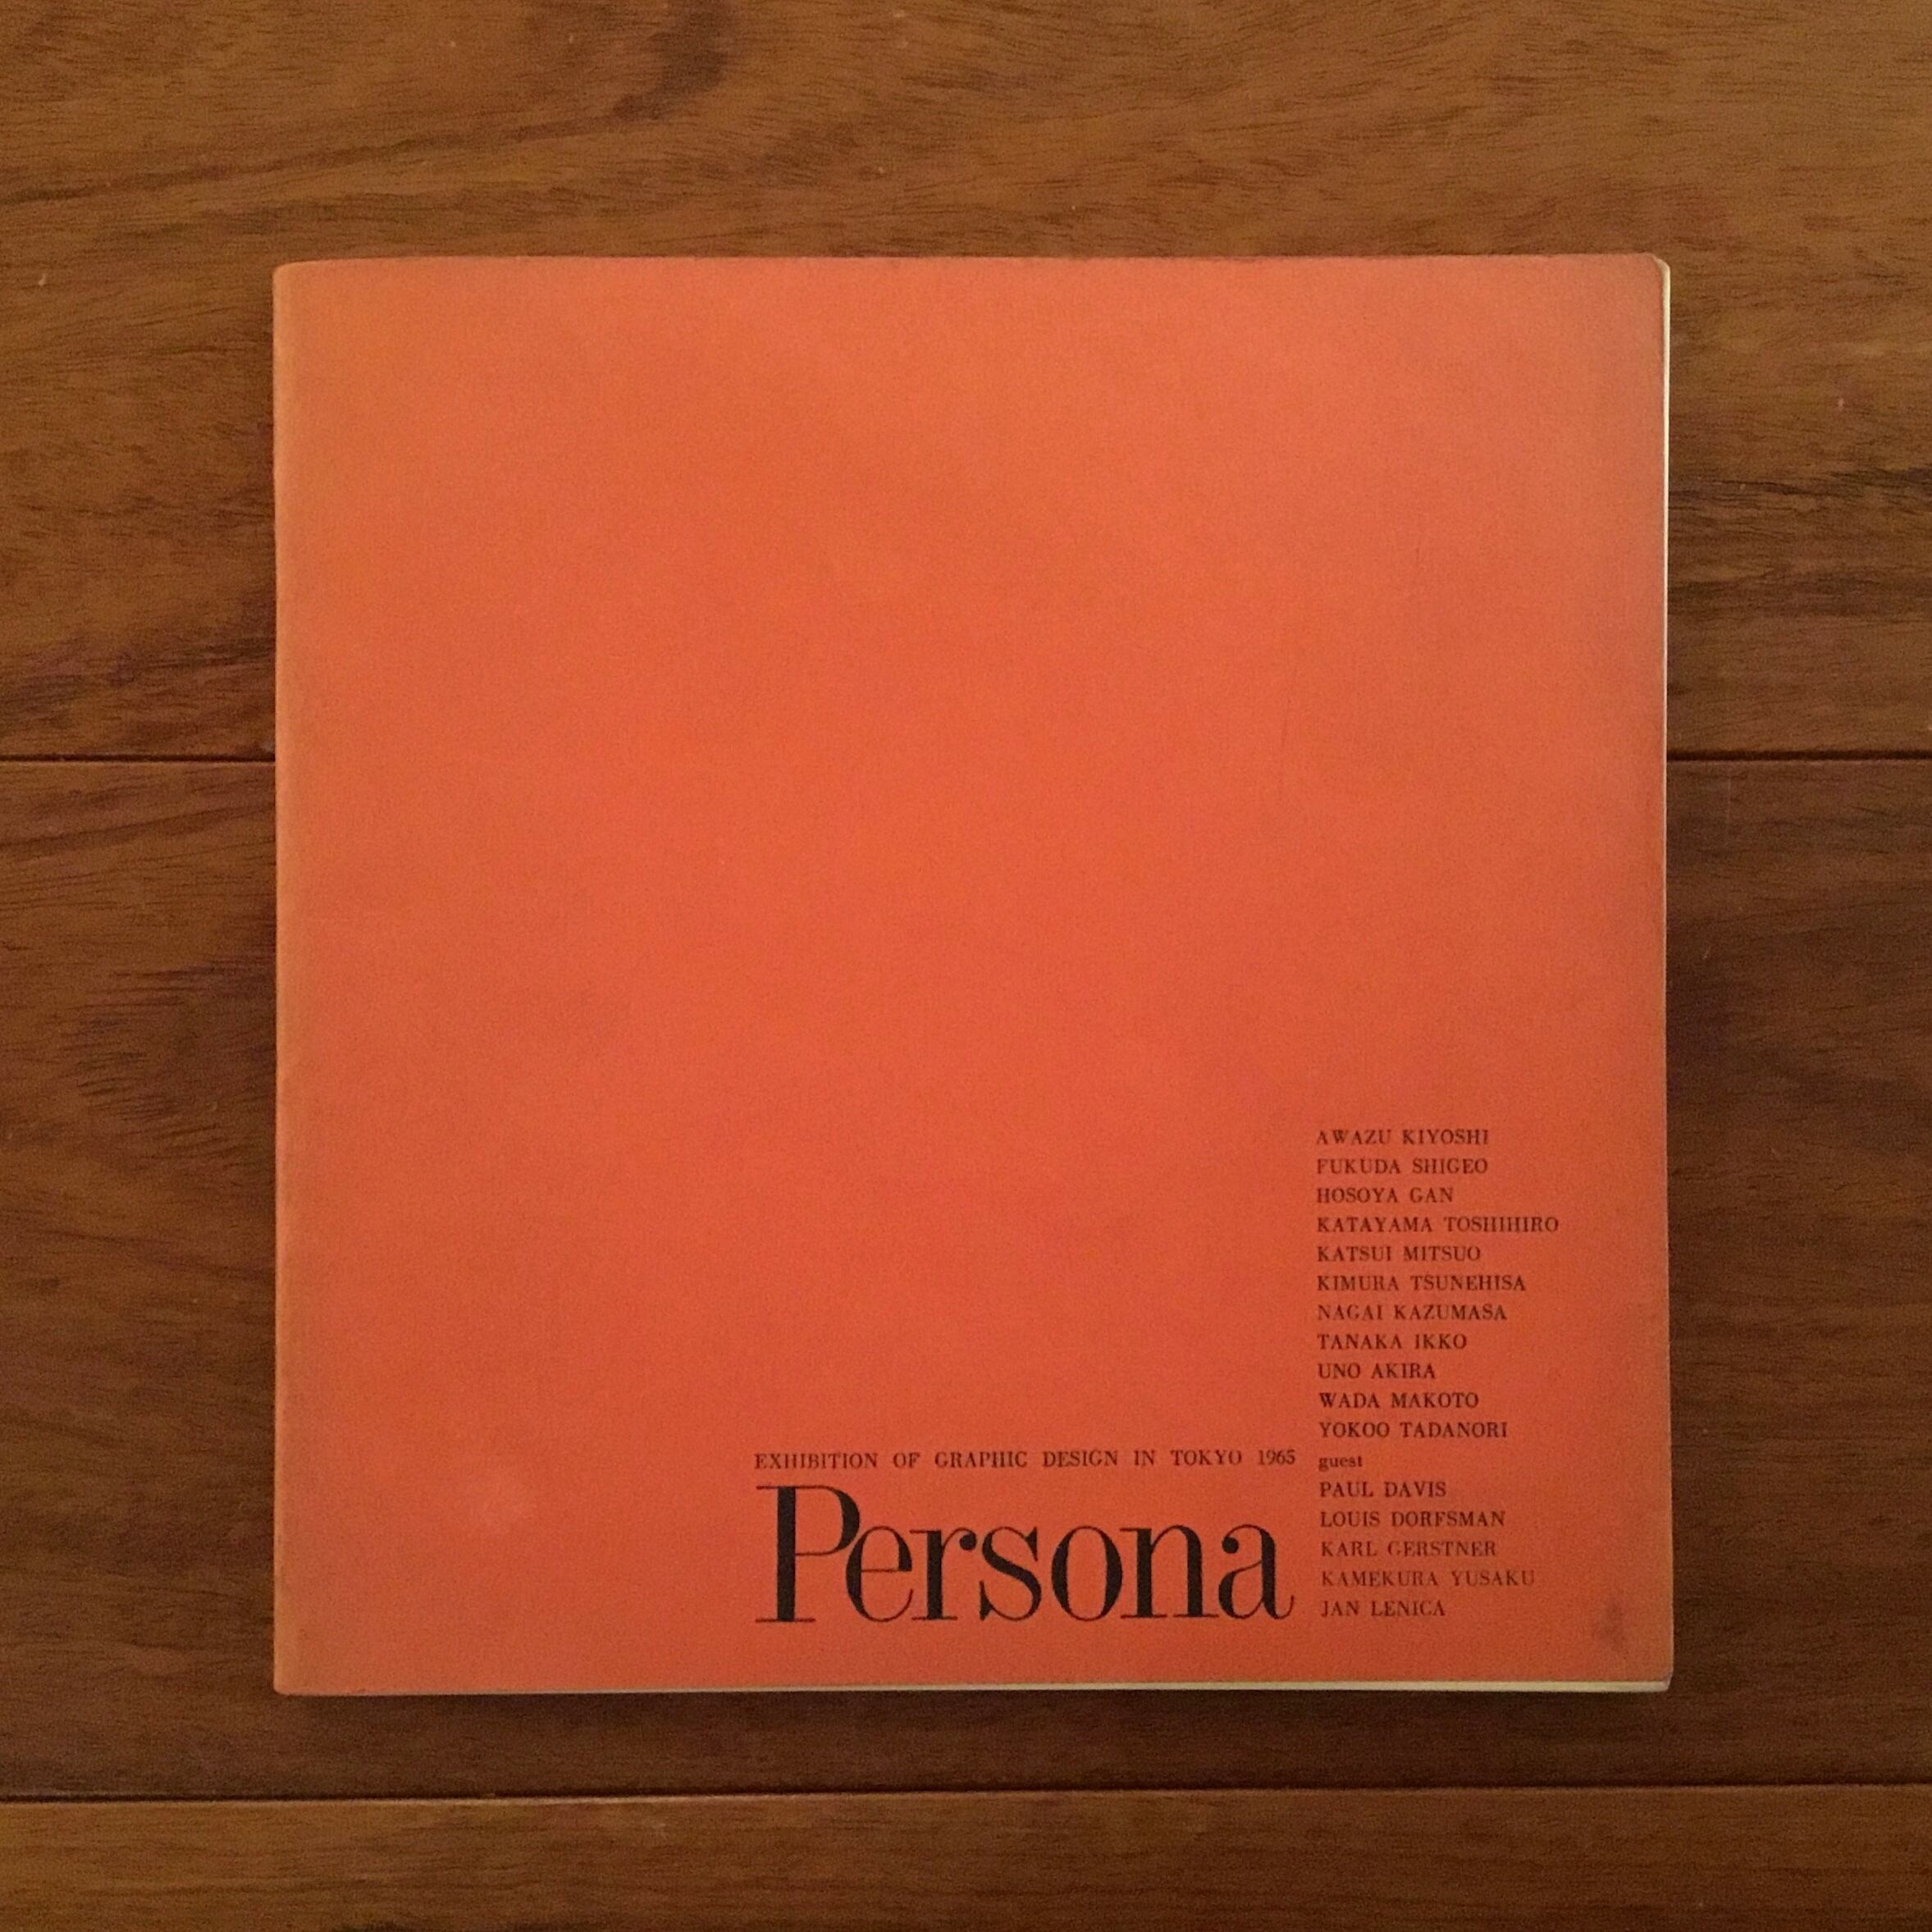 EXHIBITION OF GRAPHIC DESIGN IN TOKYO 1965
Persona
AWAZU KIYOSHI
FUKUDA SHIGEO
HOSOYA GAN
KATAYAMA TOSHIHIRO
KATSUI MITSUO
KIMURA TSUNEHISA
NAGAI KAZUMASA
TANAKA IKKO
UNO AKIRA
WADA MAKOTO
YOKOO TADANORI
guest
PAUL DAVIS
LOUIS DORFSMAN
KARL GERSTNER
KAMEKURA YUSAKU
JAN LENICA